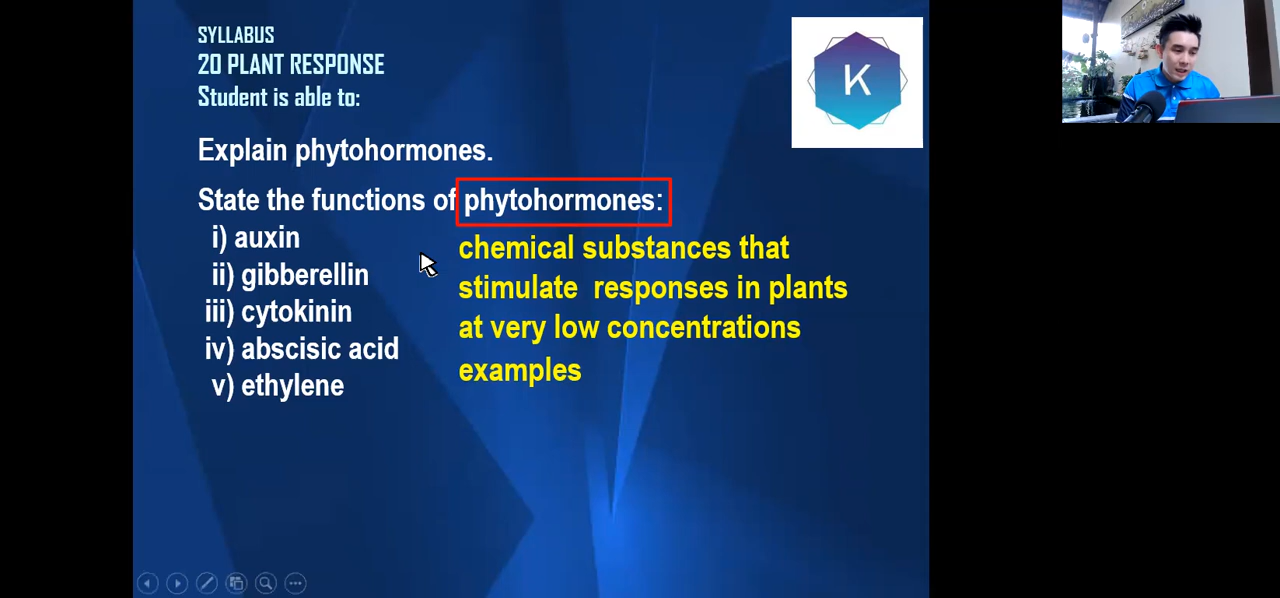 SYLLABUS
20 PLANT RESPONSE
Student is able to:
K
Explain phytohormones.
State the functions of phytohormones:
i) auxin
ii) gibberellin
iii) cytokinin
iv) abscisic acid
v) ethylene
chemical substances that
stimulate responses in plants
at very low concentrations
examples